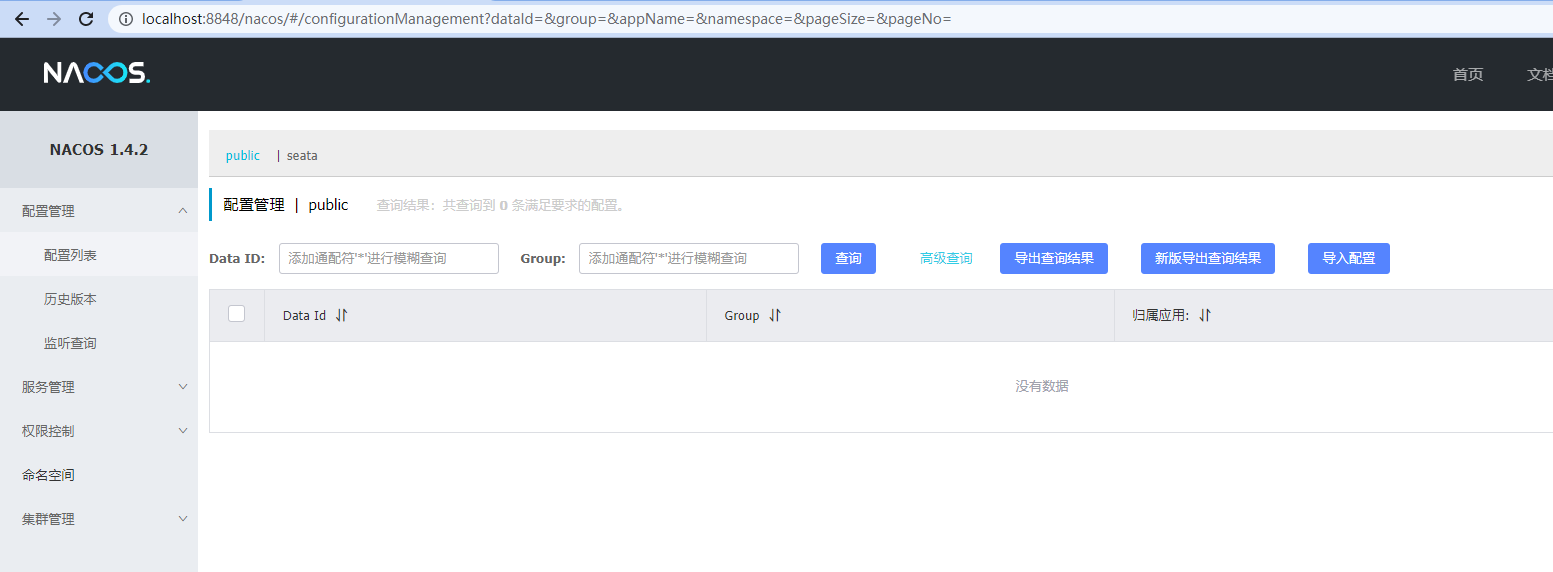 localhost:8848/nacos/#/configurationManagement?dataId=&group=&appName=&namespace=&pageSize=&pageNo=
NACOS.
首页 文档
NACOS 1.4.2
public | seata
配置管理
配置管理 | public 查询结果：共查询到 0 条满足要求的配置。
配置列表
Data ID: 添加通配符'*'进行模糊查询 Group: 添加通配符'*'进行模糊查询 查询 高级查询 导出查询结果 新版导出查询结果 导入配置
历史版本
Data Id Group 归属应用:
监听查询
服务管理
没有数据
权限控制
命名空间
集群管理